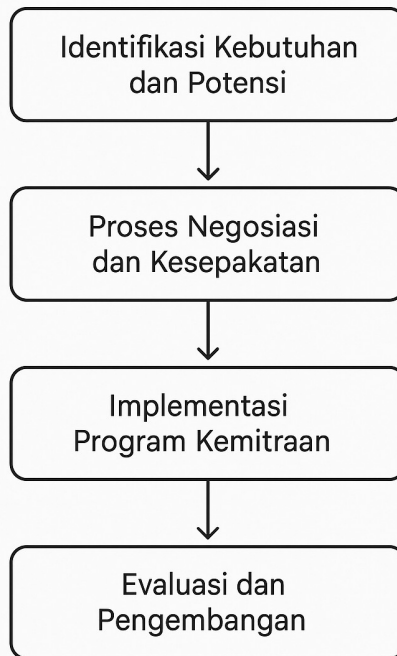 Identifikasi Kebutuhan
dan Potensi
Proses Negosiasi
dan Kesepakatan
Implementasi
Program Kemitraan
Evaluasi dan
Pengembangan